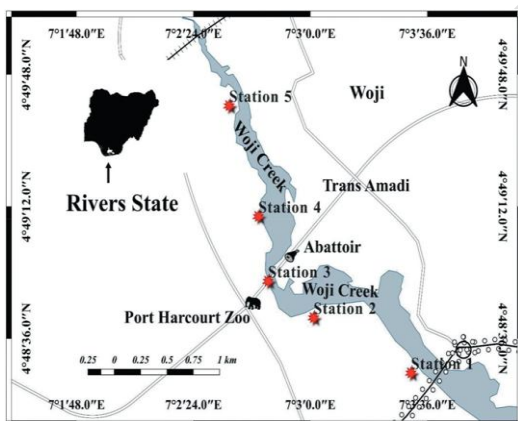 7°1'48.0"E 7°2'24.0"E 7°3'0.0"E 7°3'36.0"E
4°49'48.0"N 4°49'48.0"N
N
Station 5
Woji
Woji Creek
Trans Amadi
Rivers State
Station 4
4°49'12.0"N 4°49'12.0"N
Abattoir
Station 3
Woji Creek
Port Harcourt Zoo
Station 2
4°48'36.0"N 4°48'36.0"N
Station 1
0.25 0 0.25 0.5 0.75 1 km
7°1'48.0"E 7°2'24.0"E 7°3'0.0"E 7°3'36.0"E